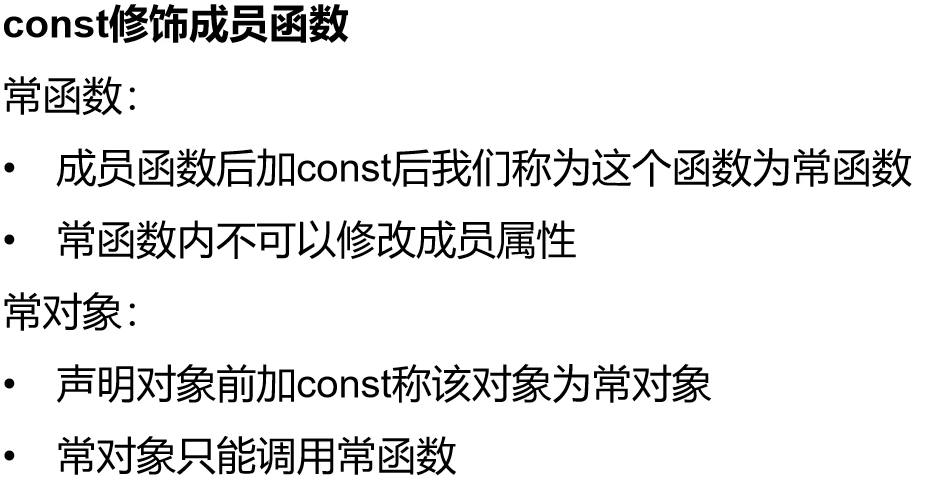 const修饰成员函数
常函数：
• 成员函数后加const后我们称为这个函数为常函数
• 常函数内不可以修改成员属性
常对象：
• 声明对象前加const称该对象为常对象
• 常对象只能调用常函数